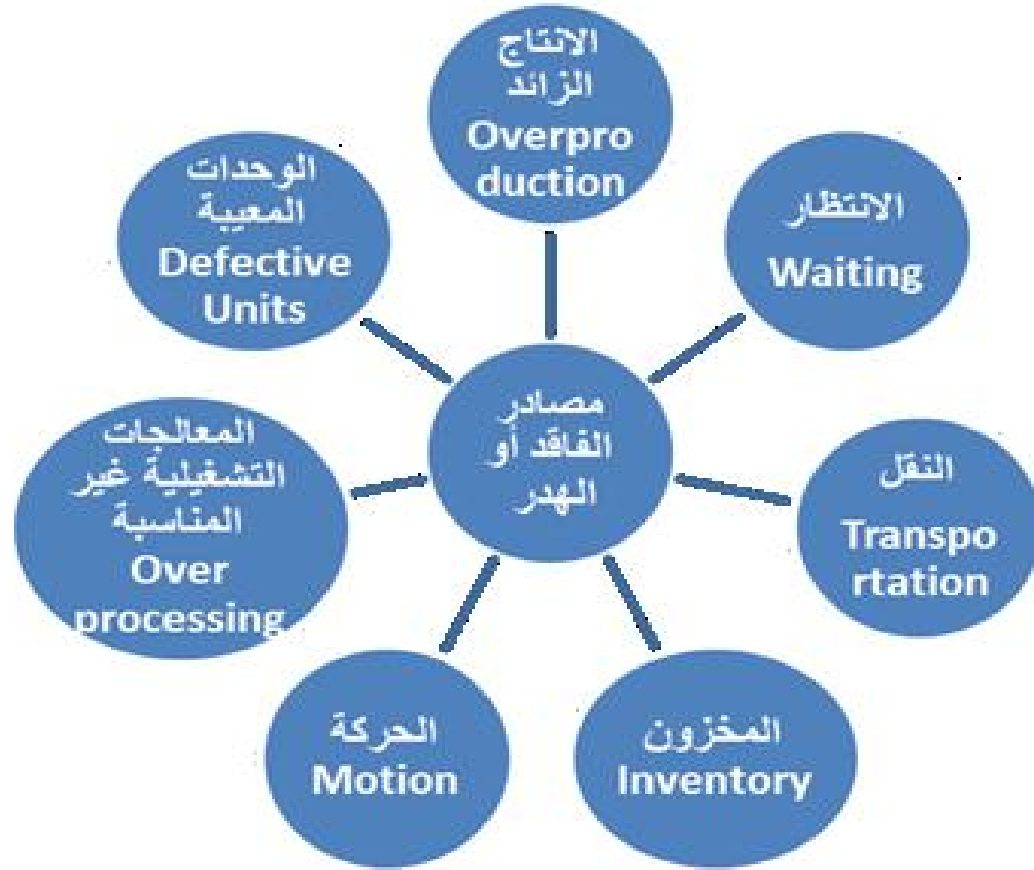 الانتاج
الزائد
Overpro
duction
الانتظار
Waiting
النقل
Transpo
rtation
المخزون
Inventory
الحركة
Motion
المعالجات
التشغيلية غير
المناسبة
Over
processing
الوحدات
المعيبة
Defective
Units
مصادر
الفاقد أو
الهدر